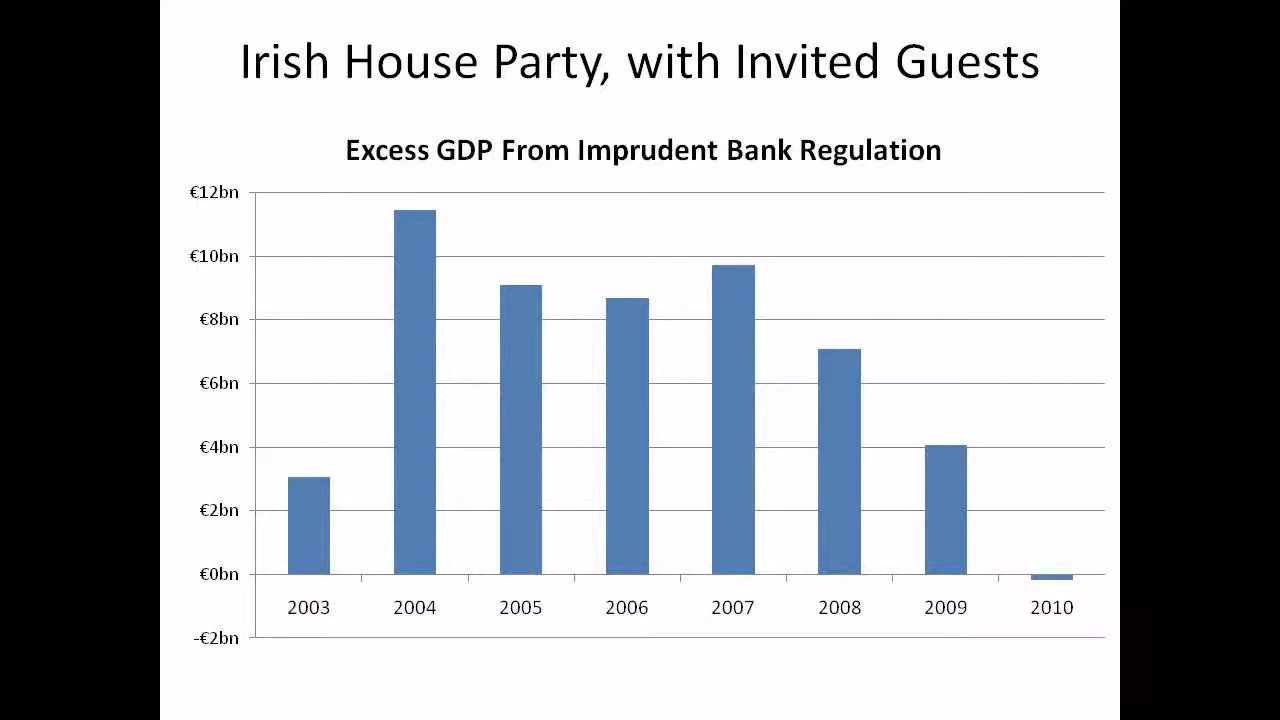 Irish House Party, with Invited Guests
Excess GDP From Imprudent Bank Regulation
€12bn
€10bn
€8bn
€6bn
€4bn
€2bn
€0bn
2003 2004 2005 2006 2007 2008 2009 2010
-€2bn